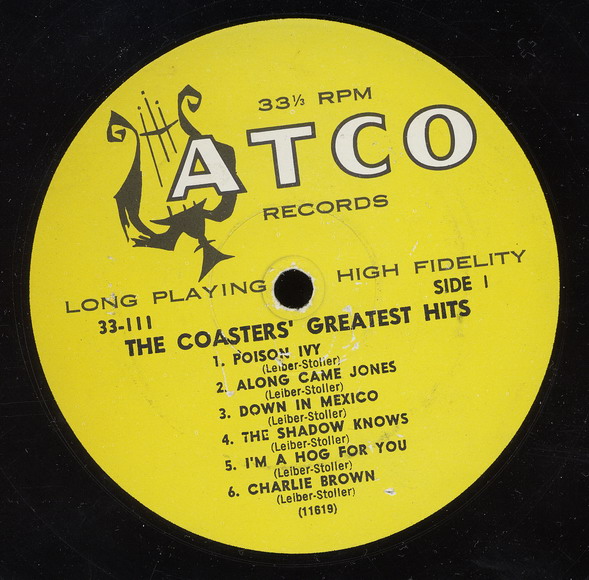 33⅓ RPM
ATCO
RECORDS
LONG PLAYING HIGH FIDELITY
33-111 SIDE 1
THE COASTERS' GREATEST HITS
1. POISON IVY
(Leiber-Stoller)
2. ALONG CAME JONES
(Leiber-Stoller)
3. DOWN IN MEXICO
(Leiber-Stoller)
4. THE SHADOW KNOWS
(Leiber-Stoller)
5. I'M A HOG FOR YOU
(Leiber-Stoller)
6. CHARLIE BROWN
(Leiber-Stoller)
(11619)